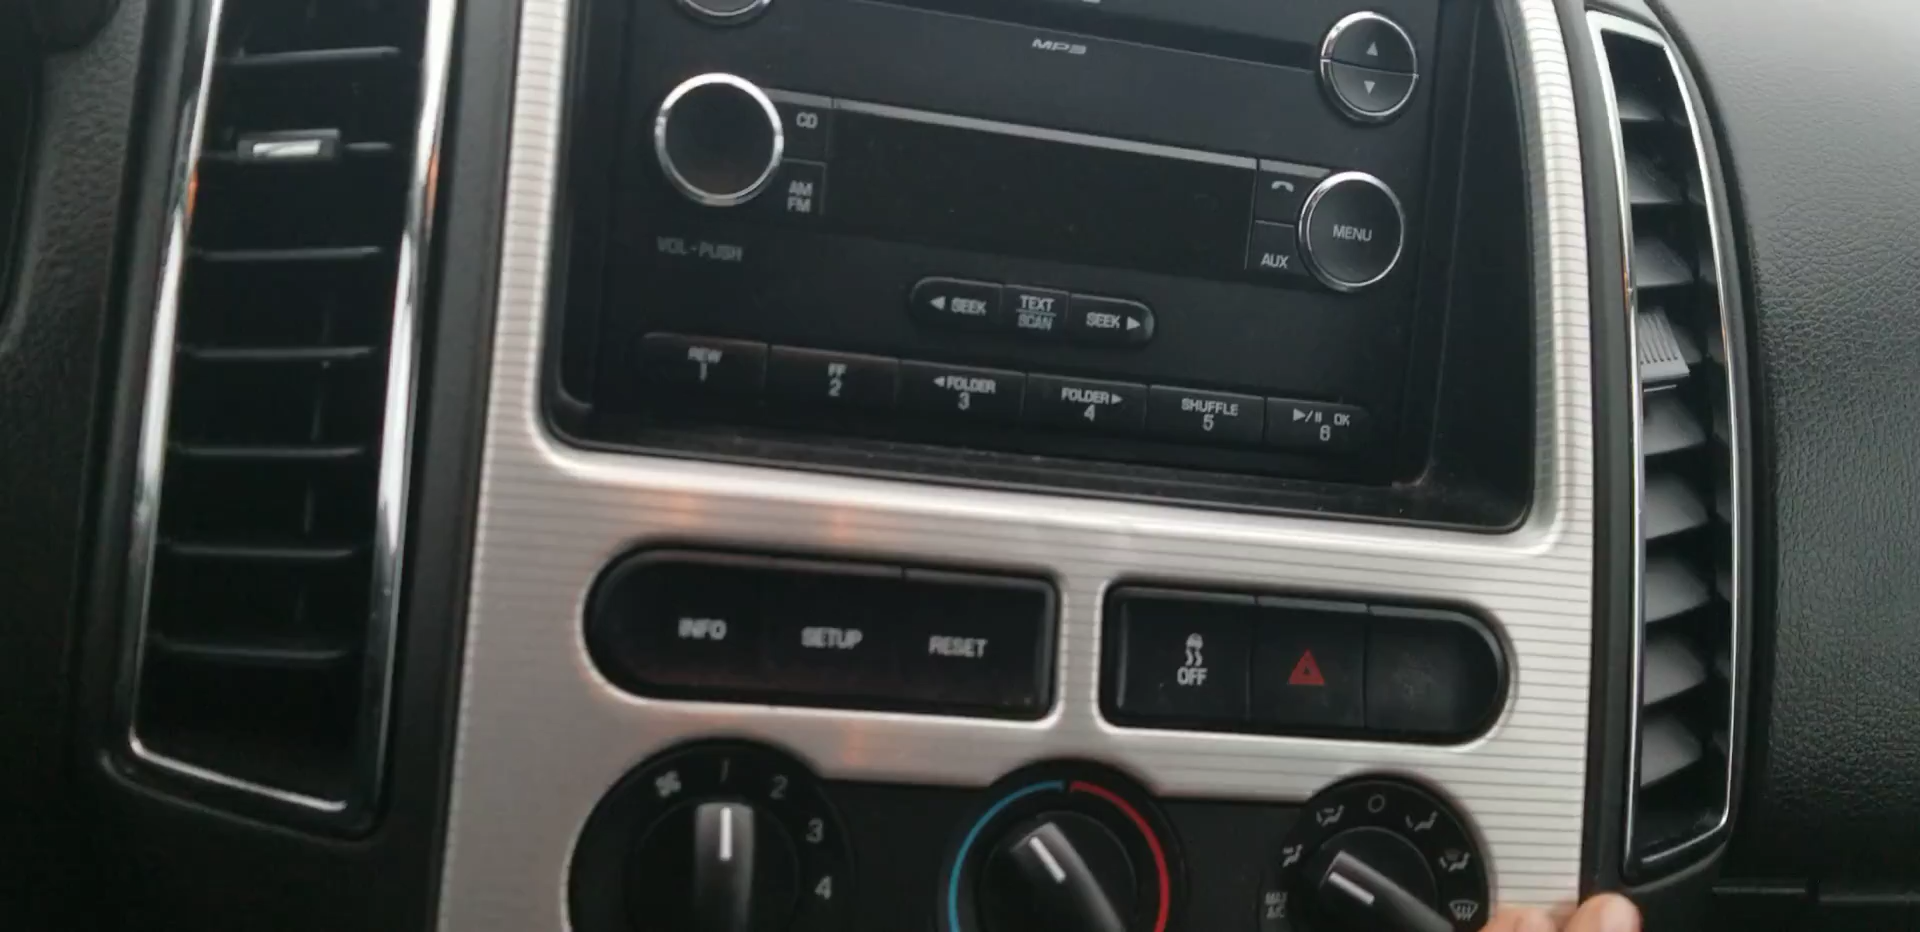 MP3
CD
AM
FM
MENU
AUX
VOL-PUSH
SEEK TEXT SCAN SEEK
REW 1
FF 2
FOLDER 3
FOLDER 4
SHUFFLE 5
OK 6
INFO SETUP RESET
OFF
1 2
3
4
MAX
A/C